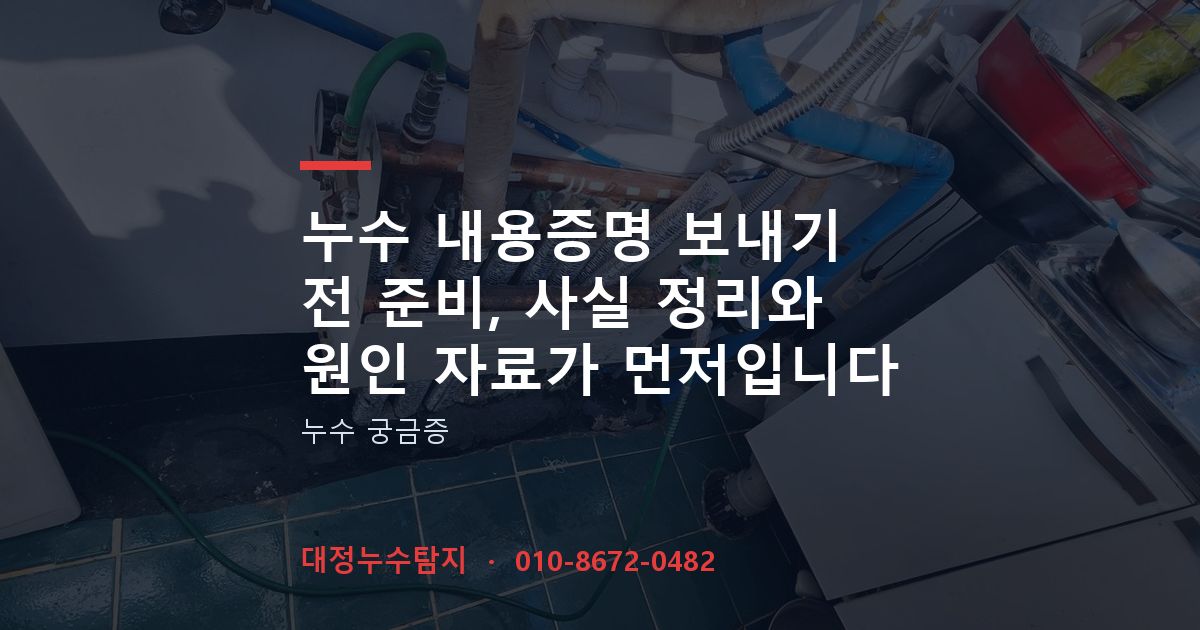 누수 내용증명 보내기
전 준비, 사실 정리와
원인 자료가 먼저입니다
누수 궁금증
대정누수탐지 · 010-8672-0482